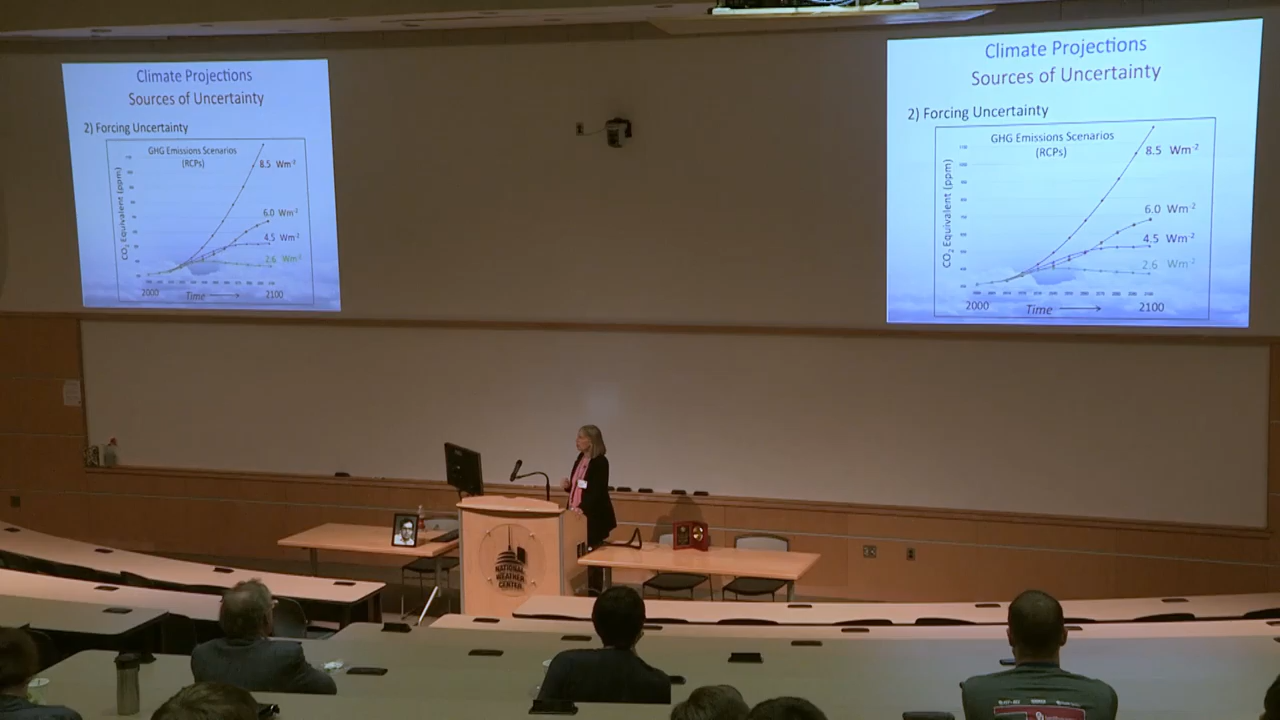 Climate Projections
Sources of Uncertainty
2) Forcing Uncertainty
GHG Emissions Scenarios
(RCPs)
CO2 Equivalent (ppm)
8.5 Wm-2
6.0 Wm-2
4.5 Wm-2
2.6 Wm-2
2000 Time 2100
Climate Projections
Sources of Uncertainty
2) Forcing Uncertainty
GHG Emissions Scenarios
(RCPs)
CO2 Equivalent (ppm)
8.5 Wm-2
6.0 Wm-2
4.5 Wm-2
2.6 Wm-2
2000 Time 2100
NATIONAL
WEATHER
CENTER